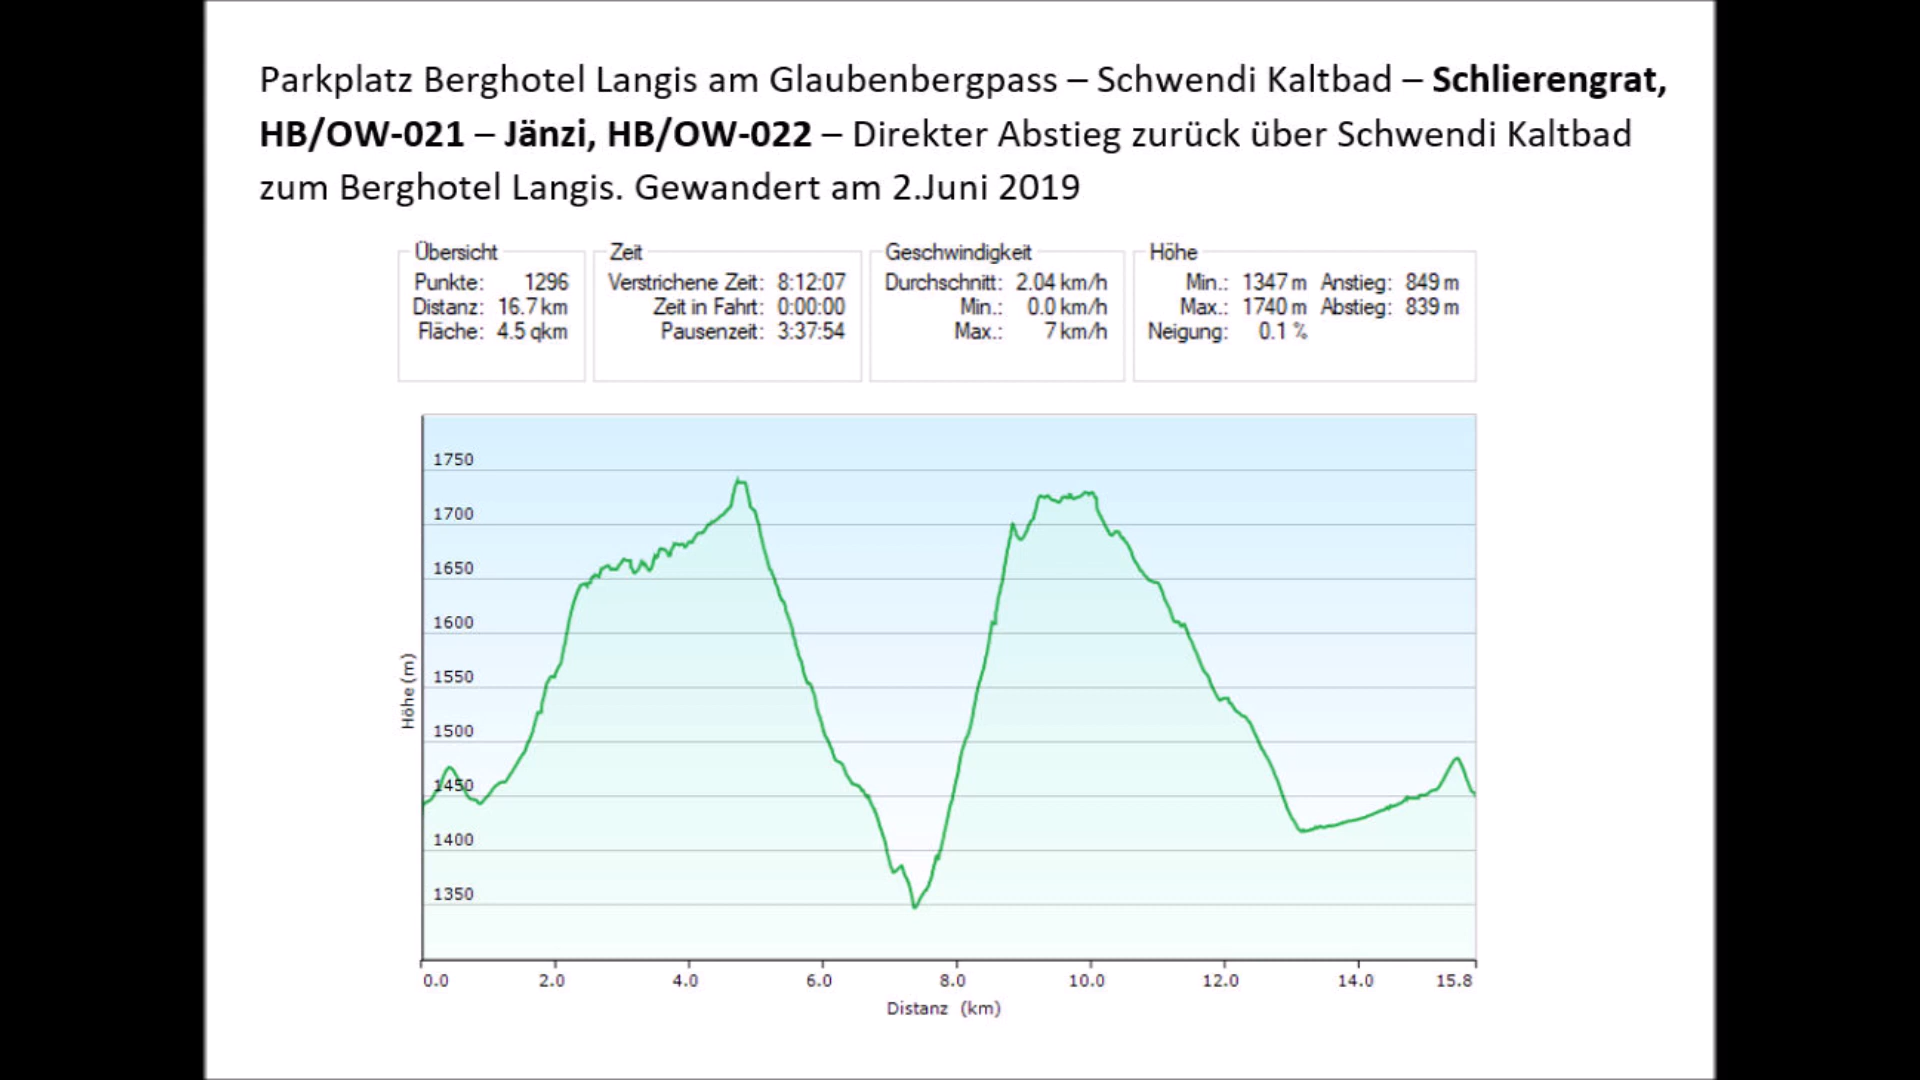 Parkplatz Berghotel Langis am Glaubenbergpass – Schwendi Kaltbad – Schlierengrat,
HB/OW-021 – Jänzi, HB/OW-022 – Direkter Abstieg zurück über Schwendi Kaltbad
zum Berghotel Langis. Gewandert am 2.Juni 2019
Übersicht
Punkte: 1296
Distanz: 16.7 km
Fläche: 4.5 qkm
Zeit
Verstrichene Zeit: 8:12:07
Zeit in Fahrt: 0:00:00
Pausenzeit: 3:37:54
Geschwindigkeit
Durchschnitt: 2.04 km/h
Min.: 0.0 km/h
Max.: 7 km/h
Höhe
Min.: 1347 m Anstieg: 849 m
Max.: 1740 m Abstieg: 839 m
Neigung: 0.1 %
1750
1700
1650
1600
1550
1500
1450
1400
1350
Höhe (m)
0.0 2.0 4.0 6.0 8.0 10.0 12.0 14.0 15.8
Distanz (km)